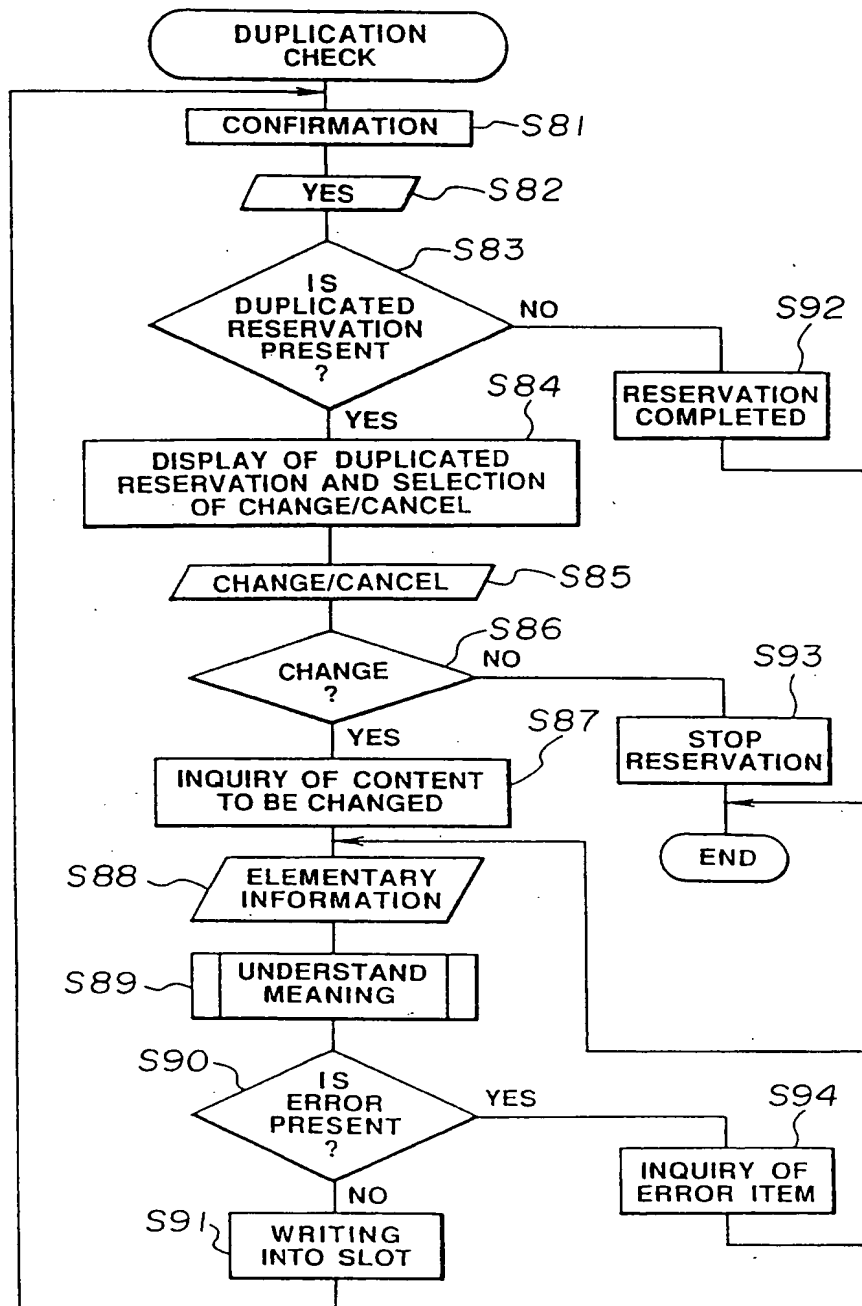 DUPLICATION
CHECK
CONFIRMATION
S81
YES
S82
S83
IS
DUPLICATED
RESERVATION
PRESENT
?
NO
S92
RESERVATION
COMPLETED
YES
S84
DISPLAY OF DUPLICATED
RESERVATION AND SELECTION
OF CHANGE/CANCEL
CHANGE/CANCEL
S85
S86
CHANGE
?
NO
S93
STOP
RESERVATION
END
YES
S87
INQUIRY OF CONTENT
TO BE CHANGED
S88
ELEMENTARY
INFORMATION
S89
UNDERSTAND
MEANING
S90
IS
ERROR
PRESENT
?
YES
S94
INQUIRY OF
ERROR ITEM
NO
S91
WRITING
INTO SLOT